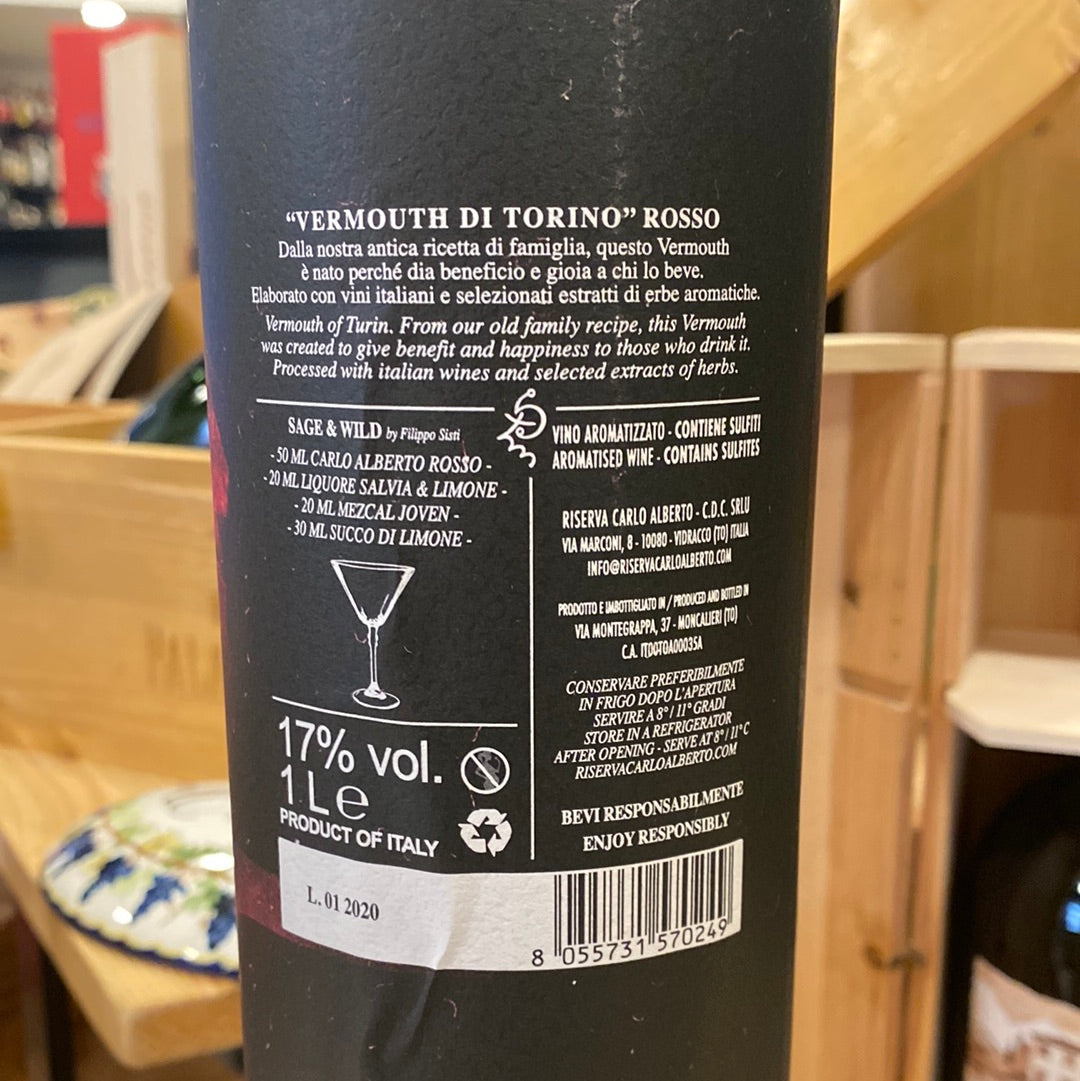 “VERMOUTH DI TORINO” ROSSO
Dalla nostra antica ricetta di famiglia, questo Vermouth
è nato perché dia beneficio e gioia a chi lo beve.
Elaborato con vini italiani e selezionati estratti di erbe aromatiche.
Vermouth of Turin. From our old family recipe, this Vermouth
was created to give benefit and happiness to those who drink it.
Processed with italian wines and selected extracts of herbs.
SAGE & WILD by Filippo Sisti
- 50 ML CARLO ALBERTO ROSSO -
- 20 ML LIQUORE SALVIA & LIMONE -
- 20 ML MEZCAL JOVEN -
- 30 ML SUCCO DI LIMONE -
17% vol.
1 L e
PRODUCT OF ITALY
VINO AROMATIZZATO - CONTIENE SULFITI
AROMATISED WINE - CONTAINS SULFITES
RISERVA CARLO ALBERTO - C.D.C. SRLU
VIA MARCONI, 8 - 10080 - VIDRACCO (TO) ITALIA
INFO@RISERVACARLOALBERTO.COM
PRODOTTO E IMBOTTIGLIATO IN / PRODUCED AND BOTTLED IN
VIA MONTEGRAPPA, 37 - MONCALIERI (TO)
C.A. IT00TOA00035A
CONSERVARE PREFERIBILMENTE
IN FRIGO DOPO L'APERTURA
SERVIRE A 8° / 11° GRADI
STORE IN A REFRIGERATOR
AFTER OPENING - SERVE AT 8° / 11° C
RISERVACARLOALBERTO.COM
BEVI RESPONSABILMENTE
ENJOY RESPONSIBLY
L. 01 2020
8 055731 570249